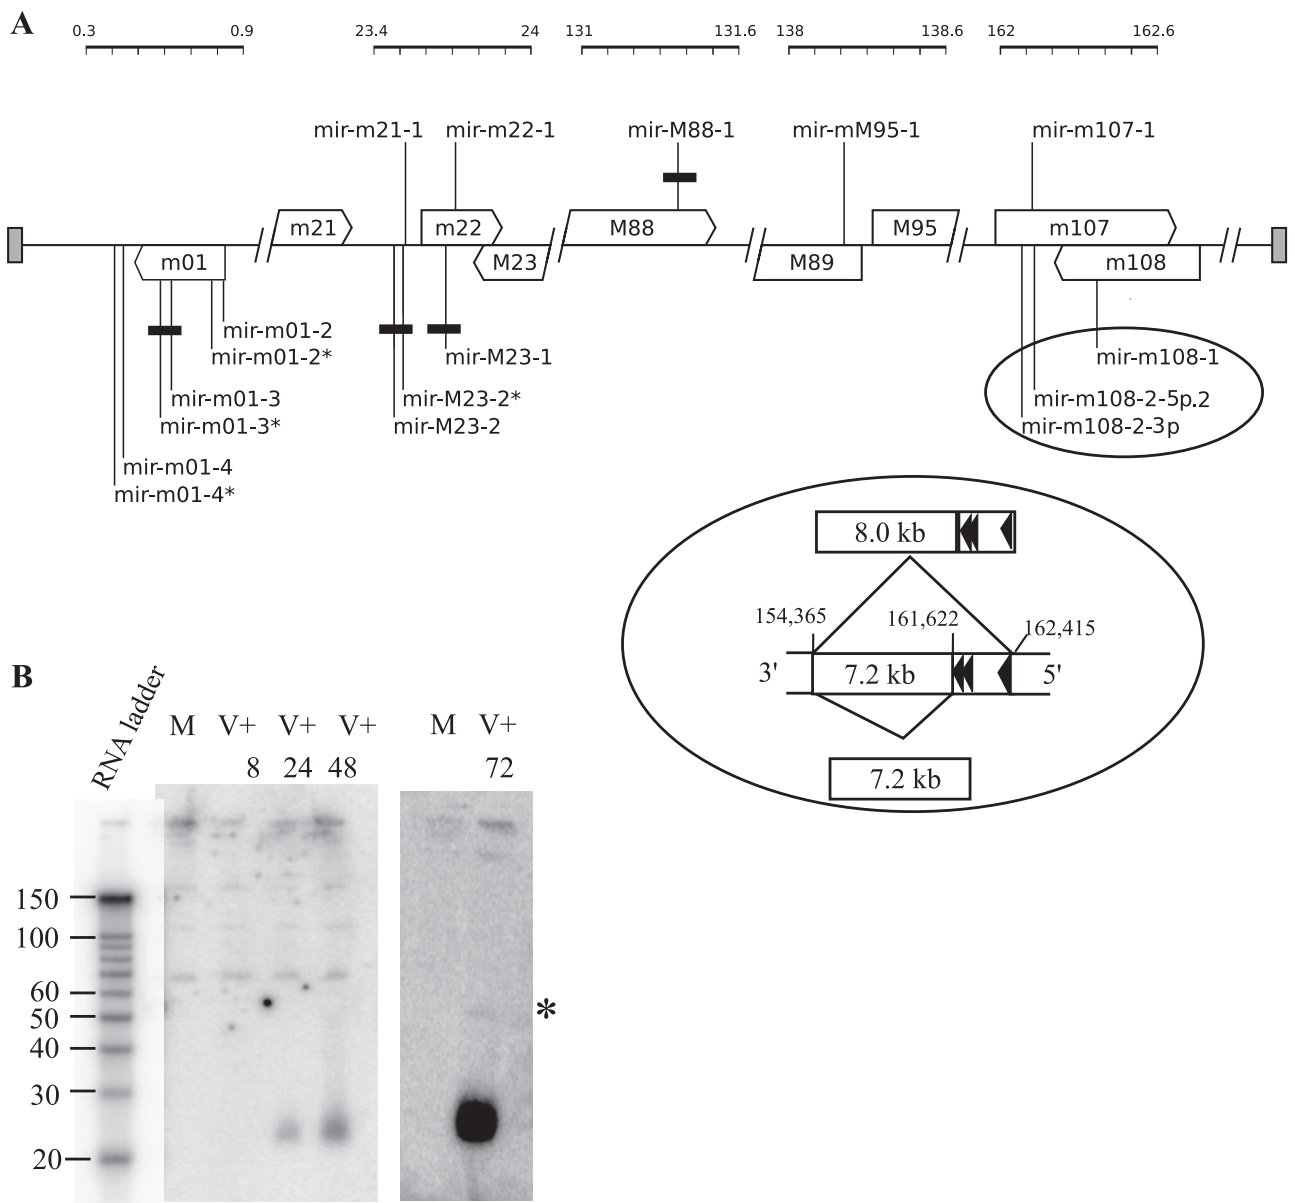 A
0.3 0.9 23.4 24 131 131.6 138 138.6 162 162.6
mir-m21-1 mir-m22-1 mir-M88-1 mir-mM95-1 mir-m107-1
m21 m22 M88 M95 m107
m01 M23 M89 m108
mir-m01-2
mir-m01-2* mir-M23-1 mir-m108-1
mir-m01-3 mir-M23-2* mir-m108-2-5p.2
mir-m01-3* mir-M23-2 mir-m108-2-3p
mir-m01-4
mir-m01-4*
8.0 kb
154,365 161,622 162,415
3' 7.2 kb 5'
7.2 kb
B
RNA ladder
M V+ V+ V+ M V+
8 24 48 72
150
100
60
50
40
30
20
*